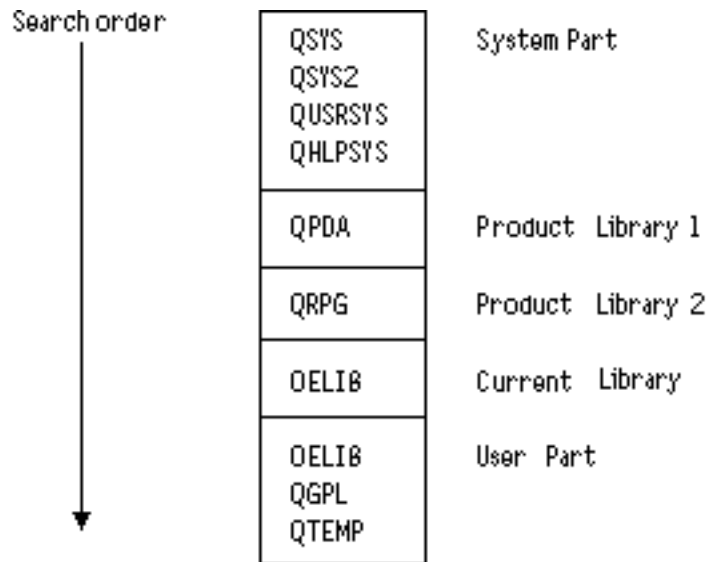 Search order
QSYS System Part
QSYS2
QUSRSYS
QHLPSYS
QPDA Product Library 1
QRPG Product Library 2
OELIB Current Library
OELIB User Part
QGPL
QTEMP